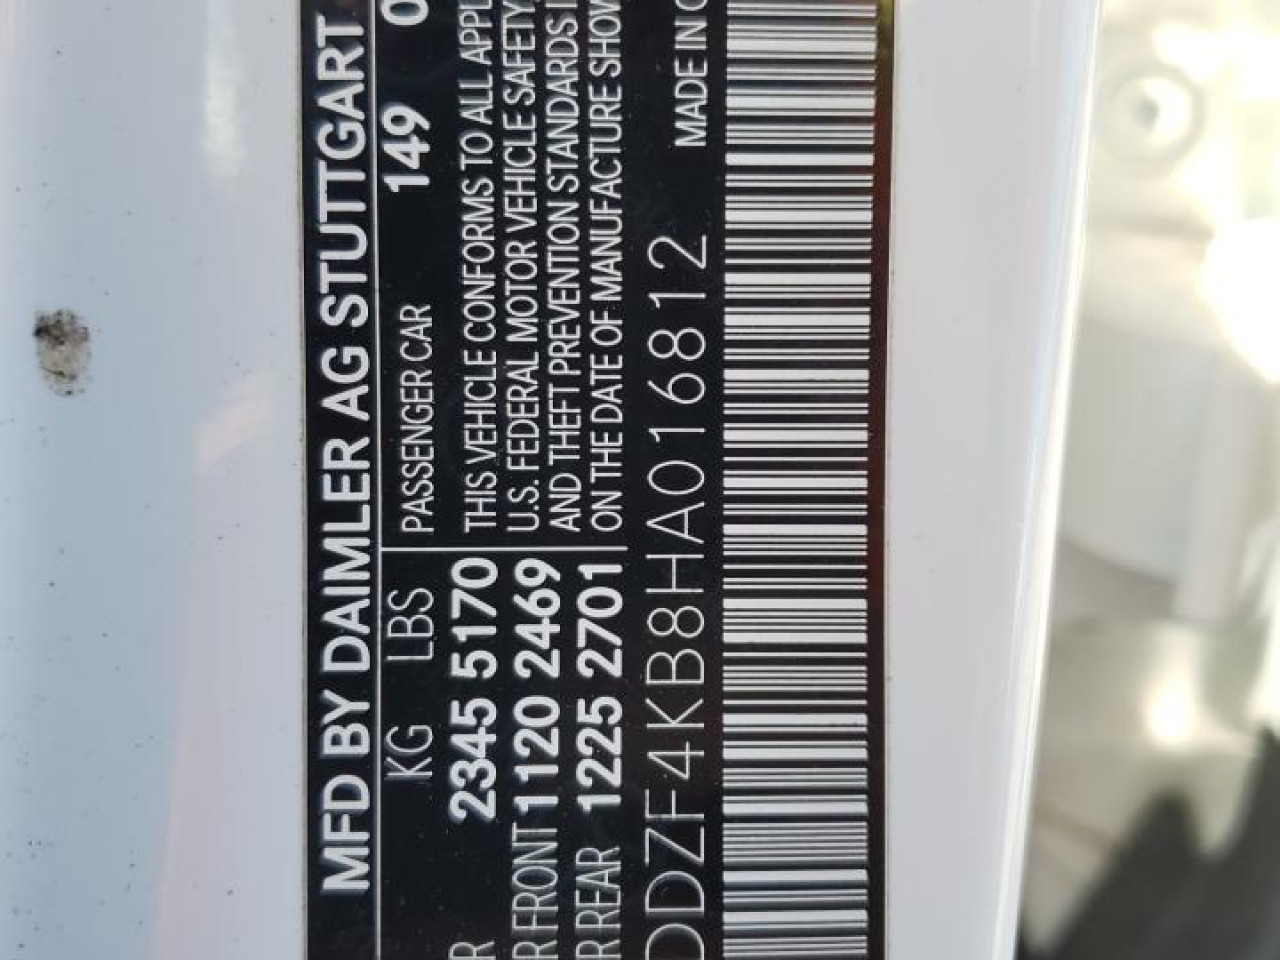 MFD BY DAIMLER AG STUTTGART
KG LBS PASSENGER CAR 149 0
R 2345 5170 THIS VEHICLE CONFORMS TO ALL APPL
R FRONT 1120 2469 U.S. FEDERAL MOTOR VEHICLE SAFETY
R REAR 1225 2701 AND THEFT PREVENTION STANDARDS I
ON THE DATE OF MANUFACTURE SHOW
DDZF4KB8HA016812 MADE IN